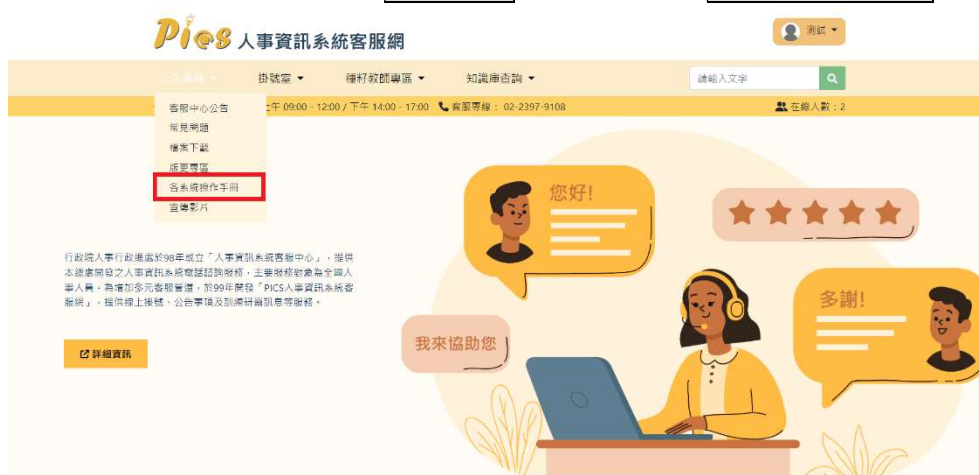 Pics 人事資訊系統客服網
測試
公告專區
掛號室
種籽教師專區
知識庫查詢
請輸入文字
上午 09:00 - 12:00 / 下午 14:00 - 17:00 客服專線: 02-2397-9108
在線人數:2
客服中心公告
常見問題
檔案下載
版更專區
各系統操作手冊
宣傳影片
您好!
行政院人事行政總處於98年成立「人事資訊系統客服中心」,提供
本總處開發之人事資訊系統電話諮詢服務,主要服務對象為全國人
事人員,為增加多元客服管道,於99年開發「PICS人事資訊系統客
服網」,提供線上掛號、公告事項及訓練研習訊息等服務。
多謝!
我來協助您
詳細資訊